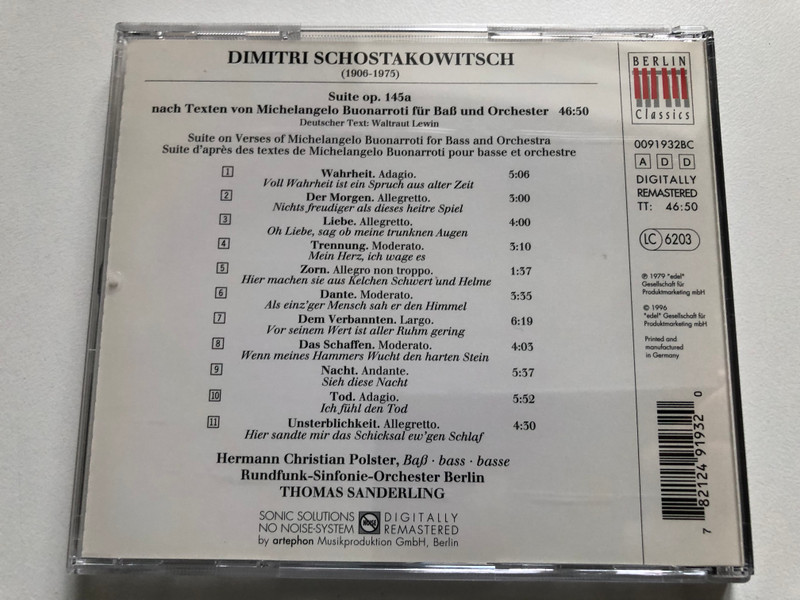 DIMITRI SCHOSTAKOWITSCH
(1906-1975)
Suite op. 145a
nach Texten von Michelangelo Buonarroti für Baß und Orchester 46:50
Deutscher Text: Waltraut Lewin
Suite on Verses of Michelangelo Buonarroti for Bass and Orchestra
Suite d'après des textes de Michelangelo Buonarroti pour basse et orchestre
1 Wahrheit. Adagio. 5:06
Voll Wahrheit ist ein Spruch aus alter Zeit
2 Der Morgen. Allegretto. 3:00
Nichts freudiger als dieses heitre Spiel
3 Liebe. Allegretto. 4:00
Oh Liebe, sag ob meine trunknen Augen
4 Trennung. Moderato. 3:10
Mein Herz, ich wage es
5 Zorn. Allegro non troppo. 1:37
Hier machen sie aus Kelchen Schwert und Helme
6 Dante. Moderato. 3:35
Als einz'ger Mensch sah er den Himmel
7 Dem Verbannten. Largo. 6:19
Vor seinem Wert ist aller Ruhm gering
8 Das Schaffen. Moderato. 4:03
Wenn meines Hammers Wucht den harten Stein
9 Nacht. Andante. 5:37
Sieh diese Nacht
10 Tod. Adagio. 5:52
Ich fühl den Tod
11 Unsterblichkeit. Allegretto. 4:30
Hier sandte mir das Schicksal ew'gen Schlaf
Hermann Christian Polster, Baß · bass · basse
Rundfunk-Sinfonie-Orchester Berlin
THOMAS SANDERLING
SONIC SOLUTIONS
NO NOISE-SYSTEM
NOISE
DIGITALLY
REMASTERED
by artephon Musikproduktion GmbH, Berlin
BERLIN
Classics
0091932BC
A D D
DIGITALLY
REMASTERED
TT: 46:50
LC 6203
℗ 1979 "edel"
Gesellschaft für
Produktmarketing mbH
© 1996
"edel" Gesellschaft für
Produktmarketing mbH
Printed and
manufactured
in Germany
7 82124 91932 0